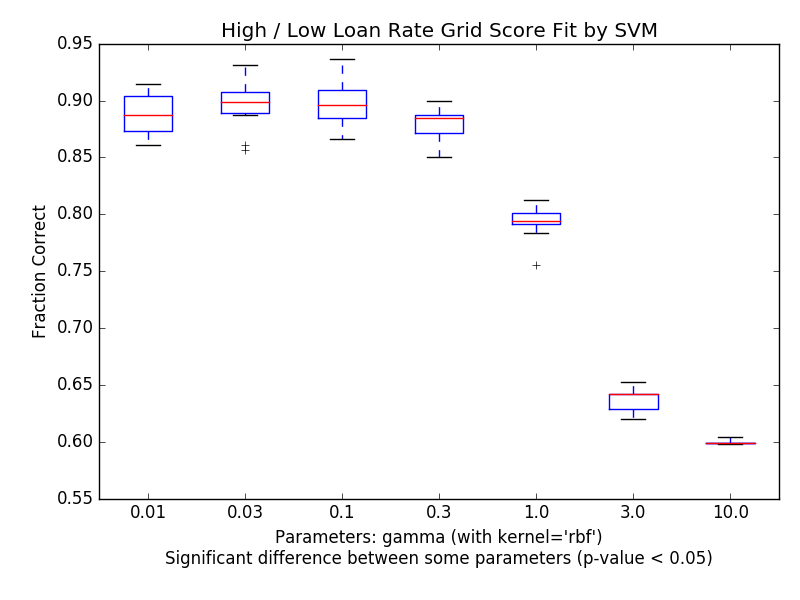 High / Low Loan Rate Grid Score Fit by SVM
0.95
0.90
0.85
0.80
0.75
0.70
0.65
0.60
0.55
Fraction Correct
0.01 0.03 0.1 0.3 1.0 3.0 10.0
Parameters: gamma (with kernel='rbf')
Significant difference between some parameters (p-value < 0.05)